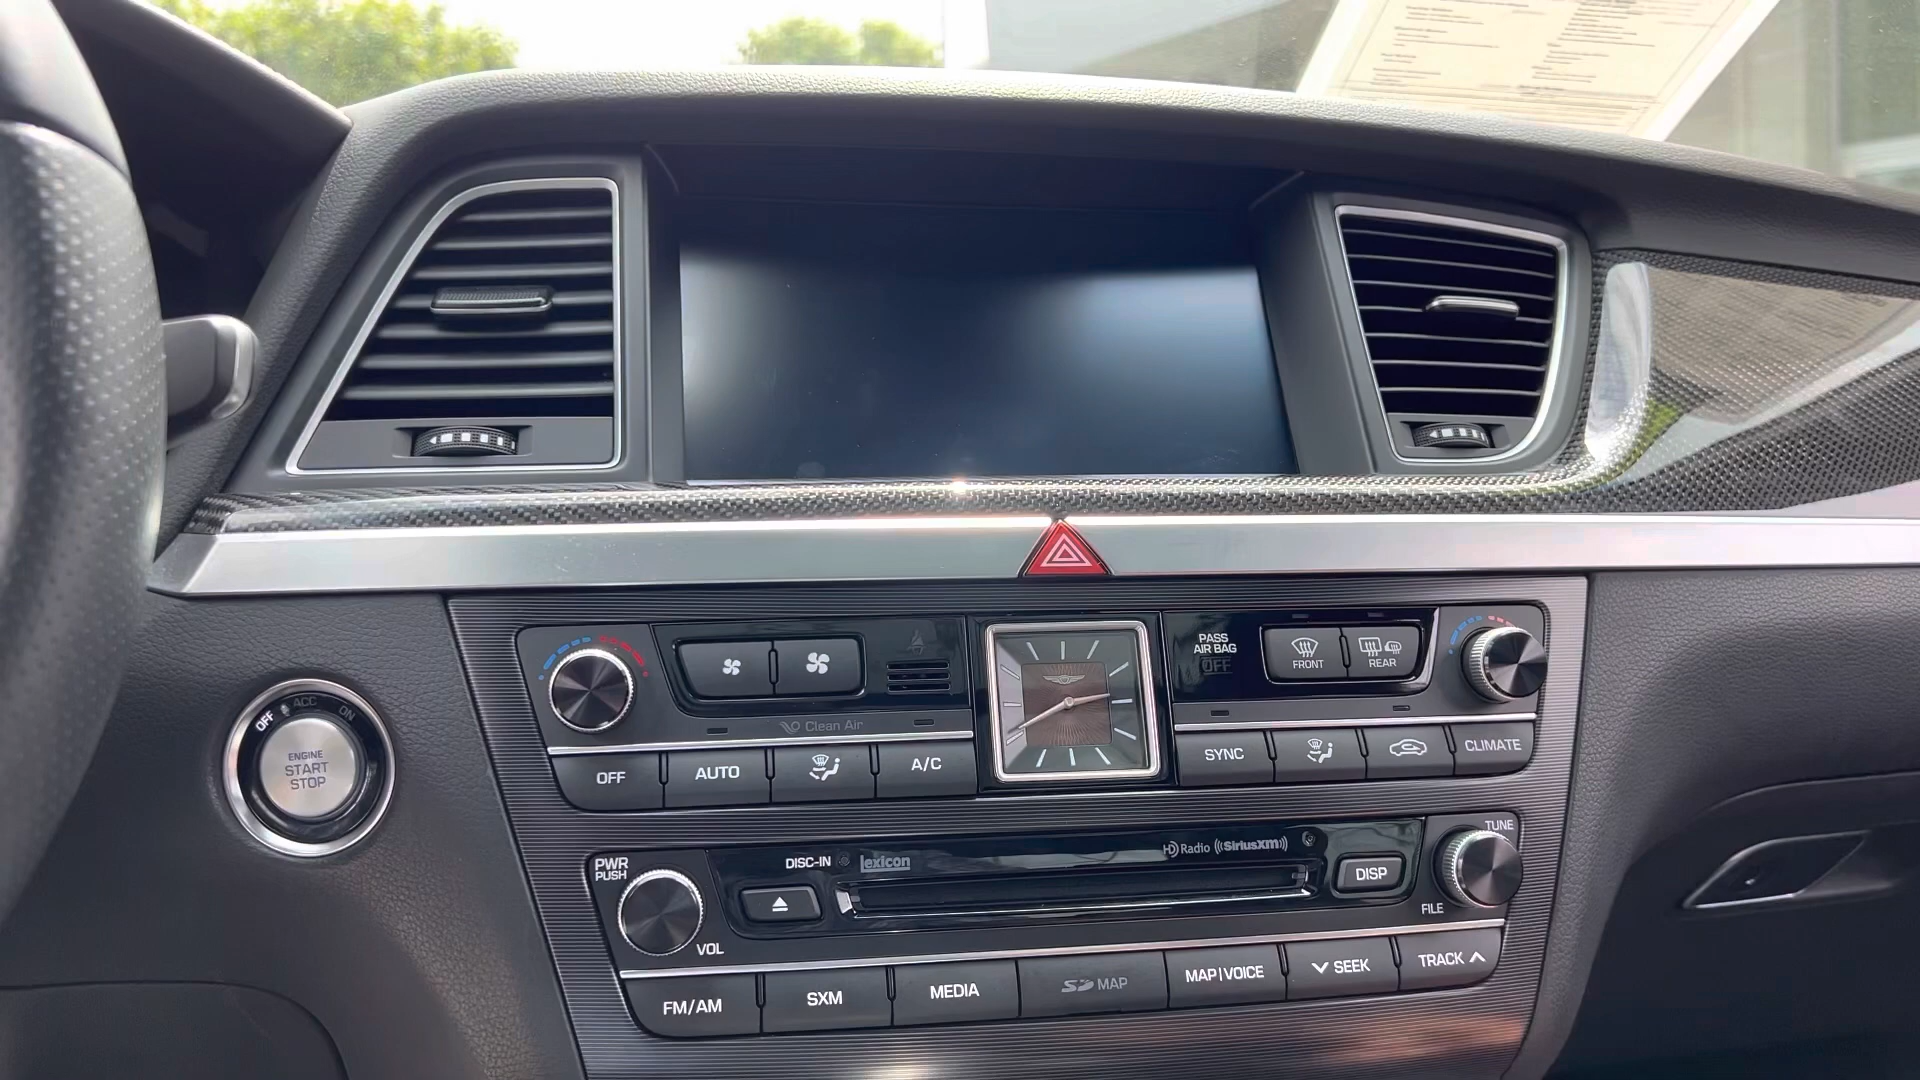 OFF ACC ON
ENGINE
START
STOP
Clean Air
OFF
AUTO
A/C
PASS
AIR BAG
OFF
FRONT
REAR
SYNC
CLIMATE
PWR
PUSH
VOL
DISC-IN
lexicon
HD Radio
((SiriusXM))
DISP
TUNE
FILE
FM/AM
SXM
MEDIA
SD MAP
MAP|VOICE
SEEK
TRACK